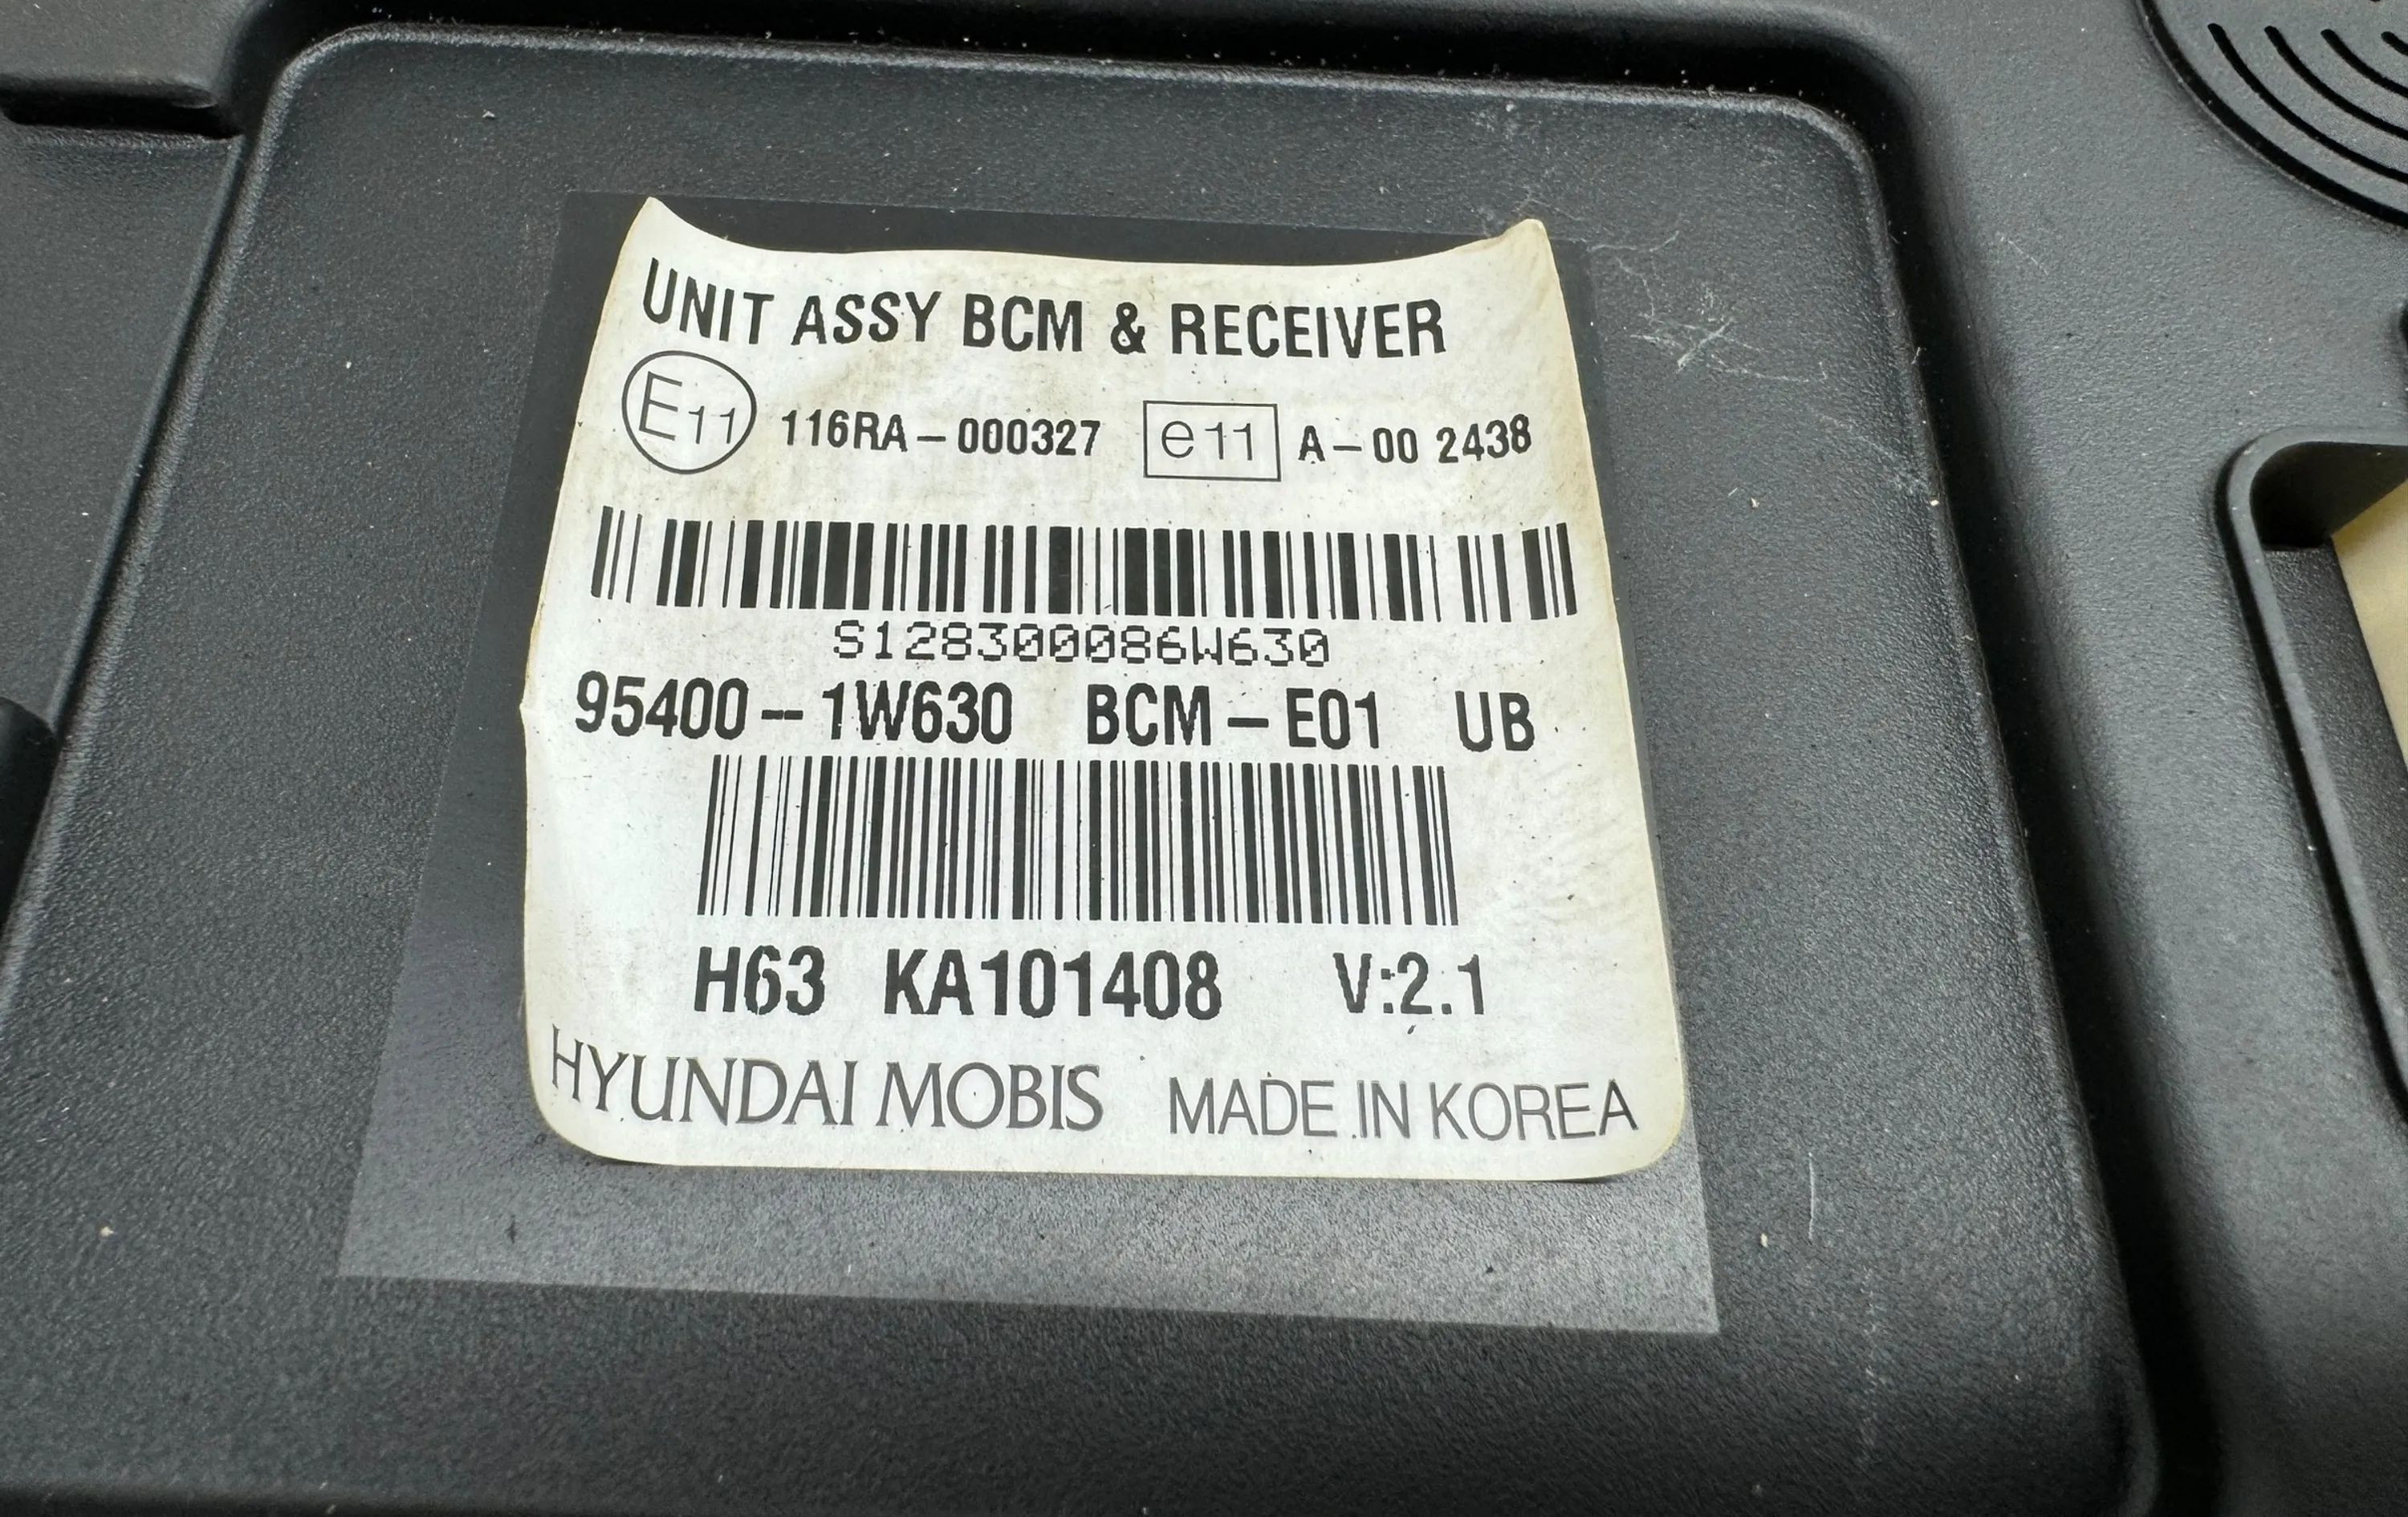 UNIT ASSY BCM & RECEIVER
E11 116RA-000327 e11 A-00 2438
S128300086W630
95400-1W630 BCM-E01 UB
H63 KA101408 V:2.1
HYUNDAI MOBIS MADE IN KOREA